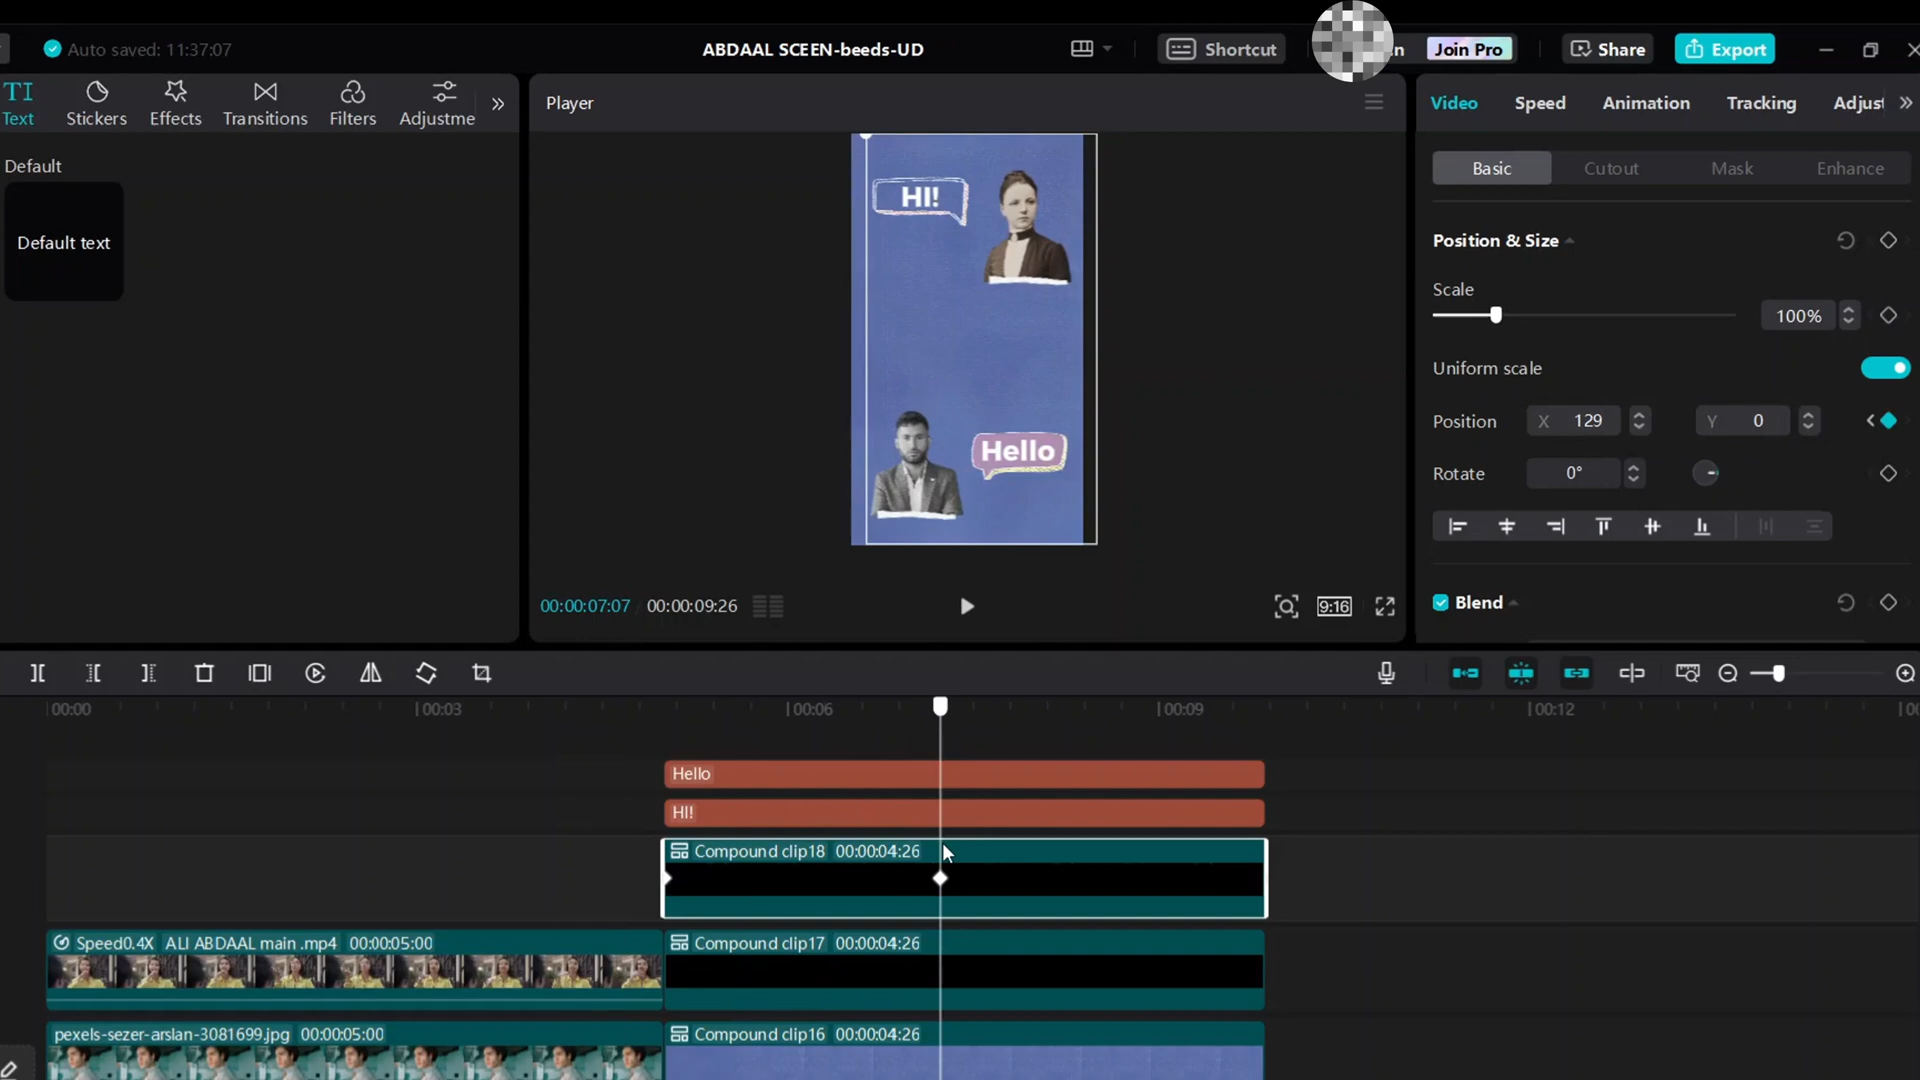 Auto saved: 11:37:07
ABDAAL SCEEN-beeds-UD
Shortcut
Join Pro
Share
Export
TI
Text
Stickers
Effects
Transitions
Filters
Adjustme
Player
Video
Speed
Animation
Tracking
Adjust
Default
Default text
HI!
Hello
Basic
Cutout
Mask
Enhance
Position & Size
Scale
100%
Uniform scale
Position
X 129
Y 0
Rotate
0°
Blend
00:00:07:07 / 00:00:09:26
9:16
00:00
00:03
00:06
00:09
00:12
Hello
HI!
Compound clip18 00:00:04:26
Speed0.4X ALI ABDAAL main .mp4 00:00:05:00
Compound clip17 00:00:04:26
pexels-sezer-arslan-3081699.jpg 00:00:05:00
Compound clip16 00:00:04:26